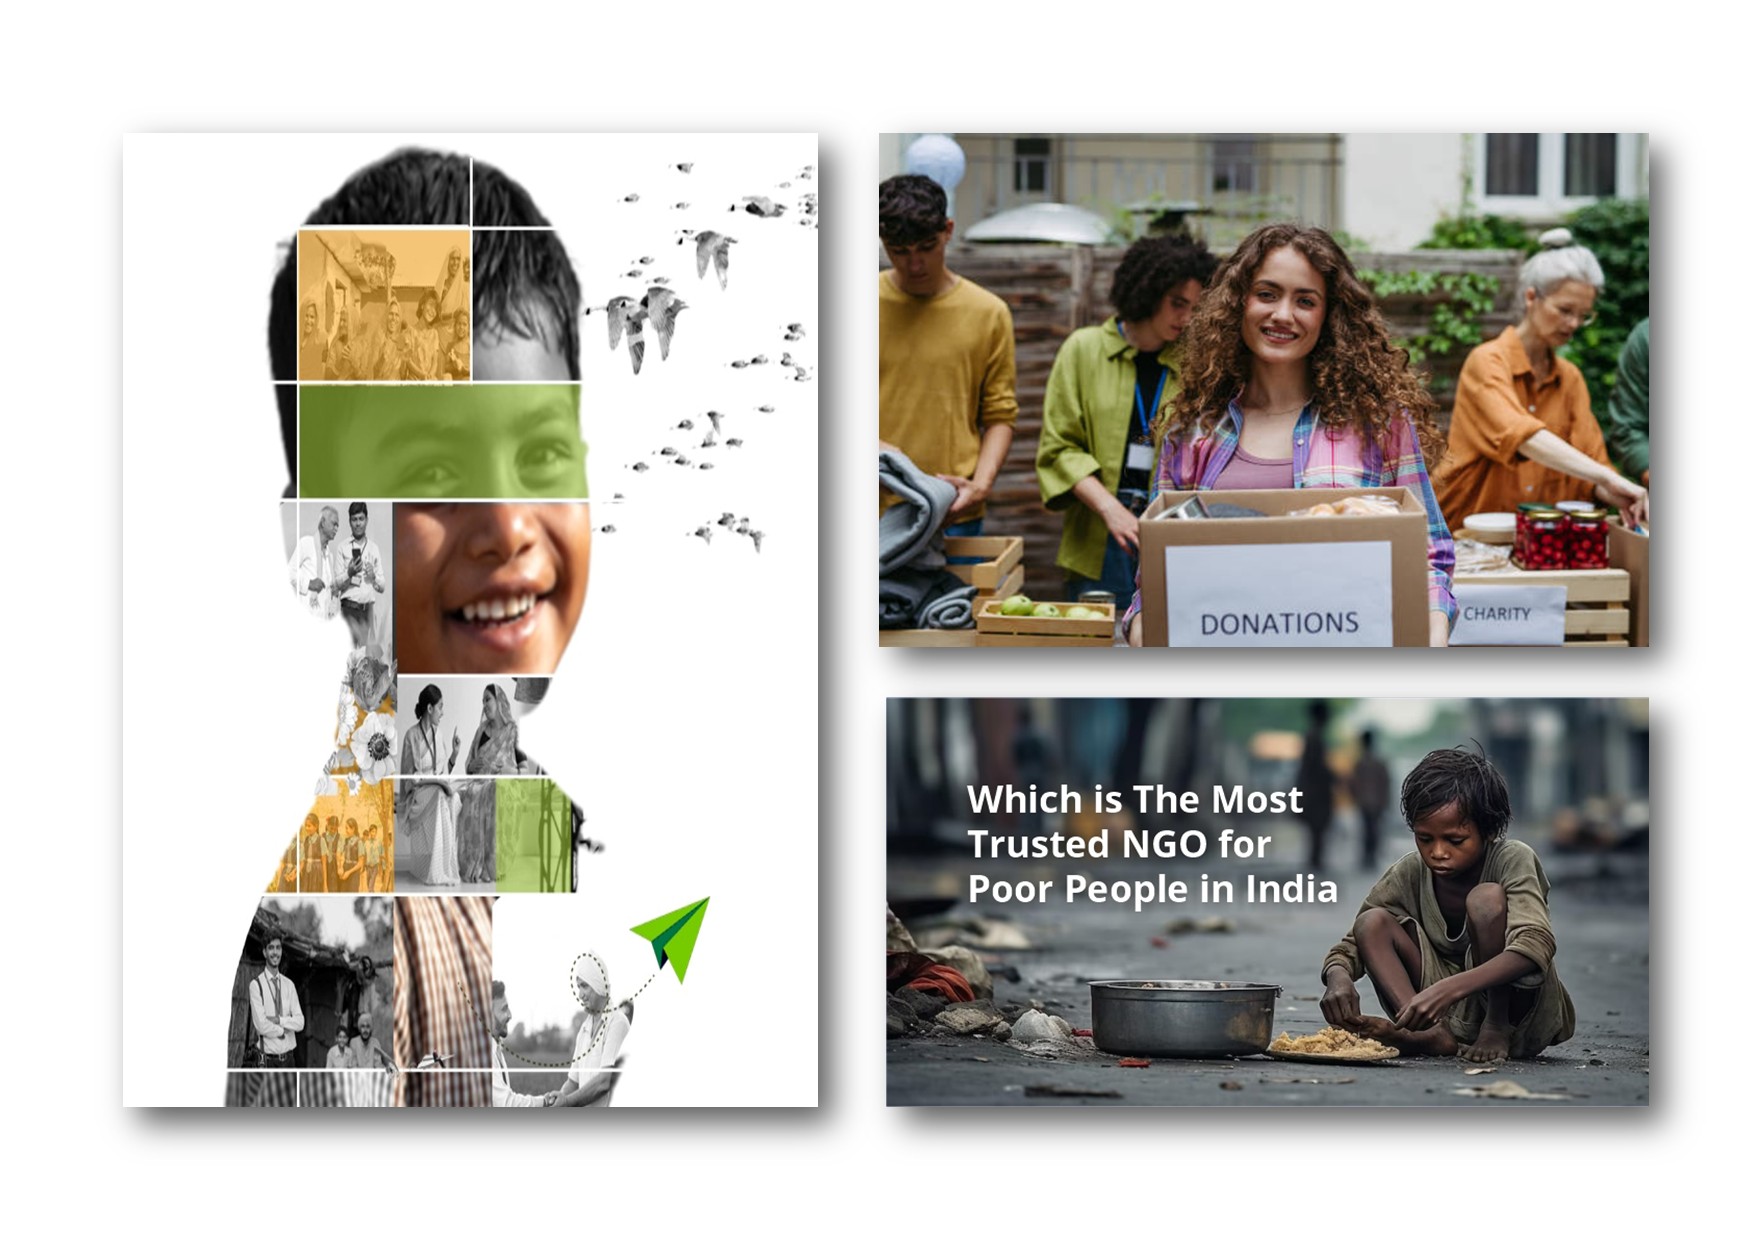 DONATIONS
CHARITY
Which is The Most
Trusted NGO for
Poor People in India